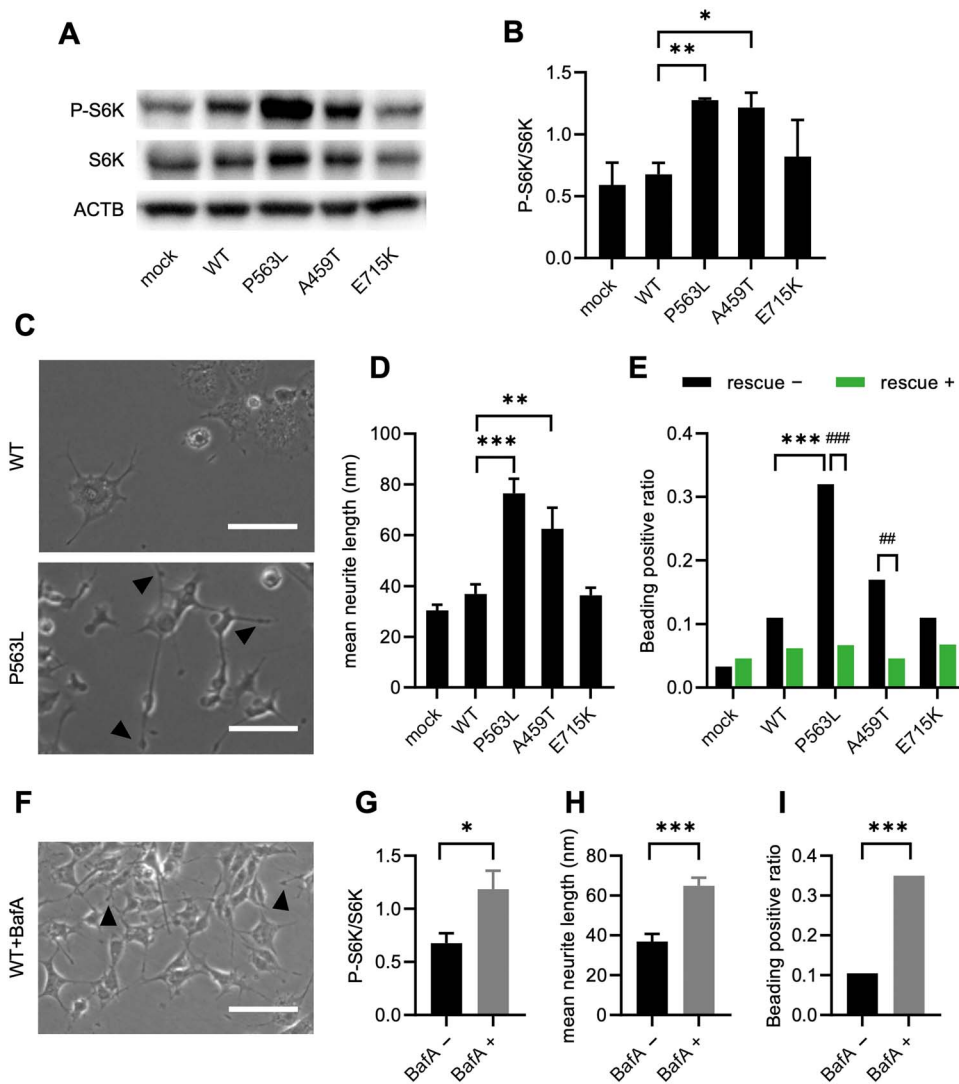 A
P-S6K
S6K
ACTB
mock
WT
P563L
A459T
E715K
B
*
**
P-S6K/S6K
1.5
1.0
0.5
0.0
mock
WT
P563L
A459T
E715K
C
WT
P563L
D
**
***
mean neurite length (nm)
100
80
60
40
20
0
mock
WT
P563L
A459T
E715K
E
rescue −
rescue +
***
###
##
Beading positive ratio
0.4
0.3
0.2
0.1
0.0
mock
WT
P563L
A459T
E715K
F
WT+BafA
G
*
P-S6K/S6K
1.5
1.0
0.5
0.0
BafA −
BafA +
H
***
mean neurite length (nm)
80
60
40
20
0
BafA −
BafA +
I
***
Beading positive ratio
0.4
0.3
0.2
0.1
0.0
BafA −
BafA +